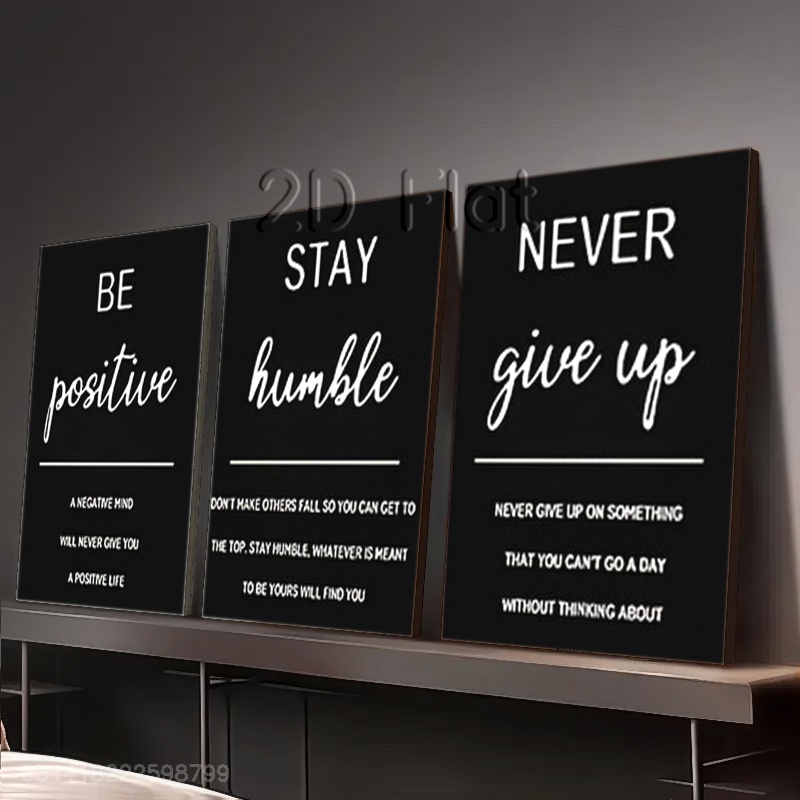 2D Flat
BE
positive
A NEGATIVE MIND
WILL NEVER GIVE YOU
A POSITIVE LIFE
STAY
humble
DON'T MAKE OTHERS FALL SO YOU CAN GET TO
THE TOP. STAY HUMBLE, WHATEVER IS MEANT
TO BE YOURS WILL FIND YOU
NEVER
give up
NEVER GIVE UP ON SOMETHING
THAT YOU CAN'T GO A DAY
WITHOUT THINKING ABOUT